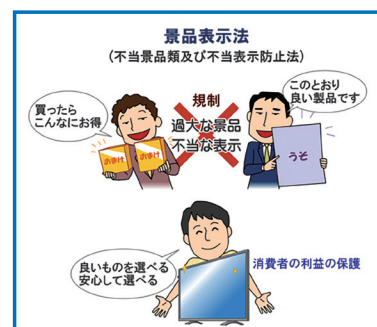 景品表示法
(不当景品類及び不当表示防止法)
買ったら
こんなにお得
規制
過大な景品
不当な表示
このとおり
良い製品です
おまけ
おまけ
うそ
良いものを選べる
安心して選べる
消費者の利益の保護